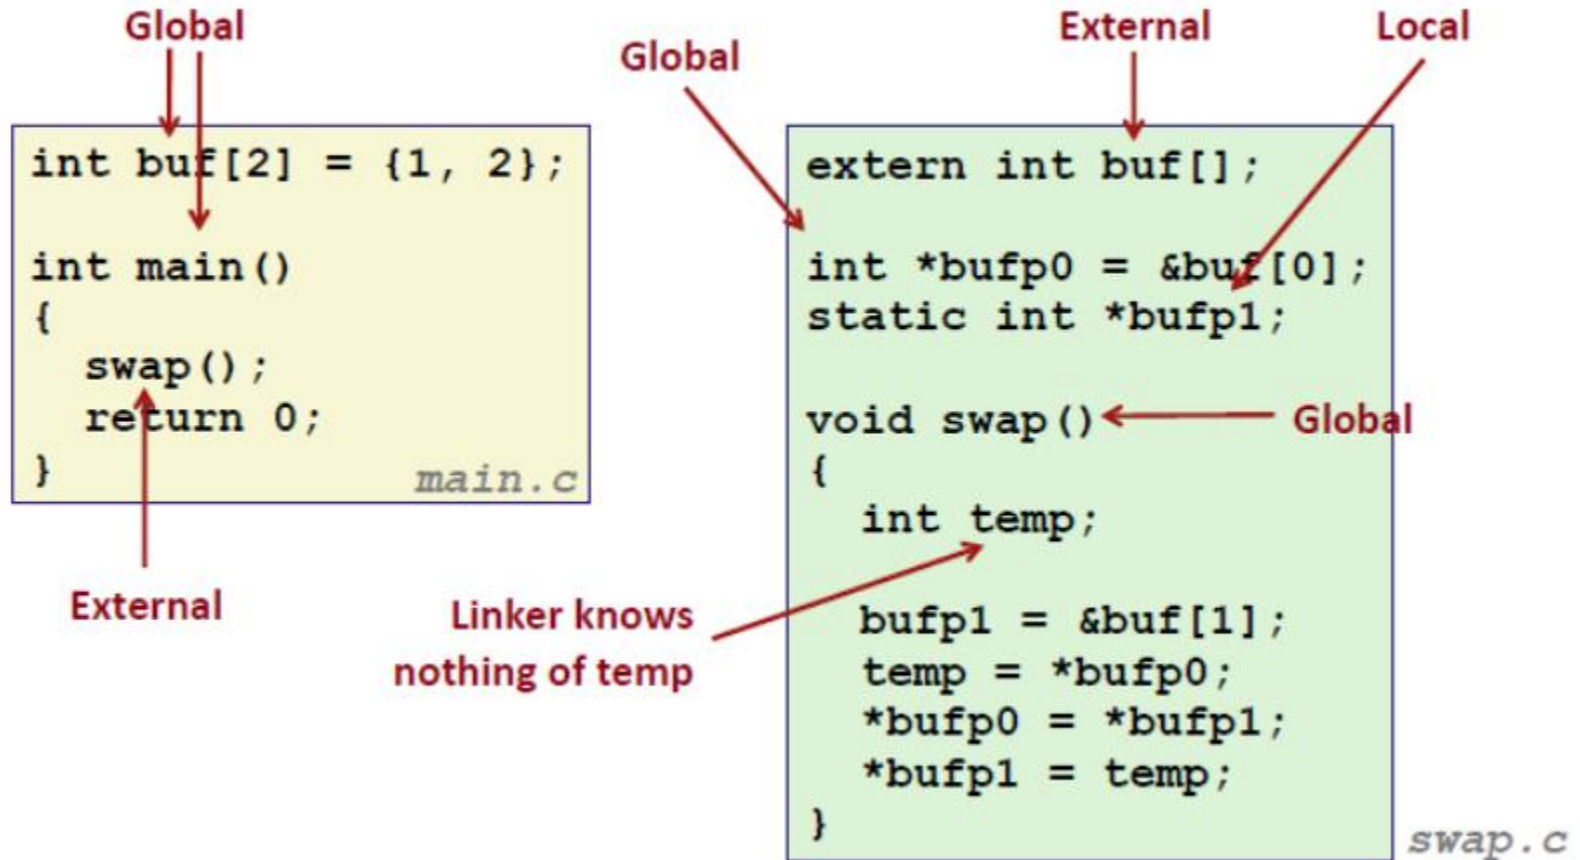 Global
int buf[2] = {1, 2};
int main()
{
  swap();
  return 0;
}
main.c
External
Global
External
Local
extern int buf[];
int *bufp0 = &buf[0];
static int *bufp1;
void swap()
Global
{
  int temp;
Linker knows
nothing of temp
  bufp1 = &buf[1];
  temp = *bufp0;
  *bufp0 = *bufp1;
  *bufp1 = temp;
}
swap.c